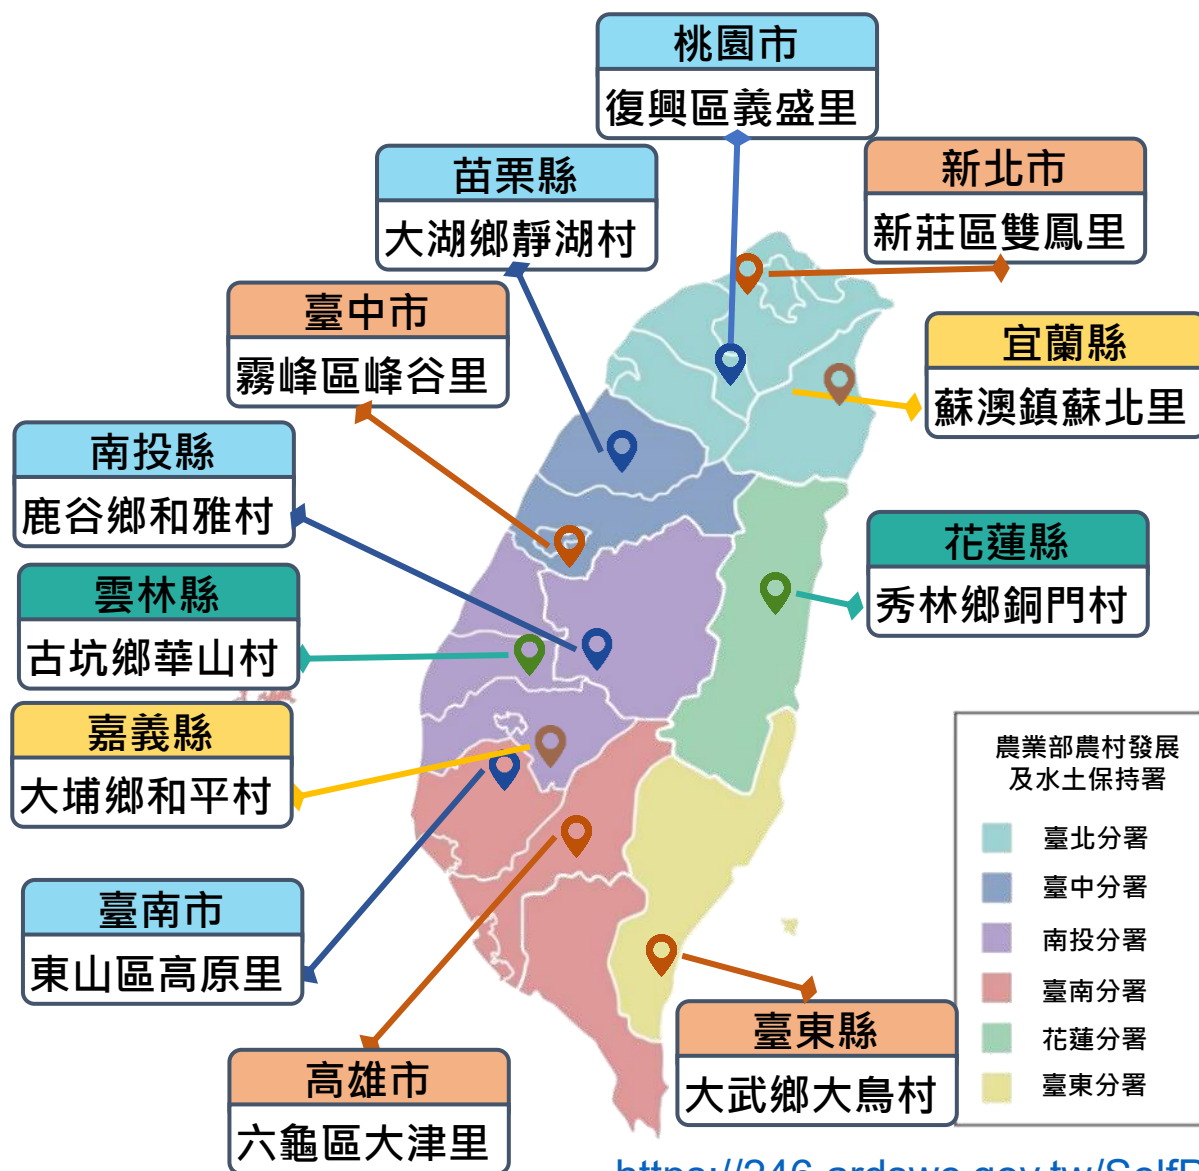 桃園市
復興區義盛里
苗栗縣
大湖鄉靜湖村
新北市
新莊區雙鳳里
臺中市
霧峰區峰谷里
宜蘭縣
蘇澳鎮蘇北里
南投縣
鹿谷鄉和雅村
花蓮縣
秀林鄉銅門村
雲林縣
古坑鄉華山村
嘉義縣
大埔鄉和平村
臺南市
東山區高原里
高雄市
六龜區大津里
臺東縣
大武鄉大鳥村
農業部農村發展
及水土保持署
臺北分署
臺中分署
南投分署
臺南分署
花蓮分署
臺東分署